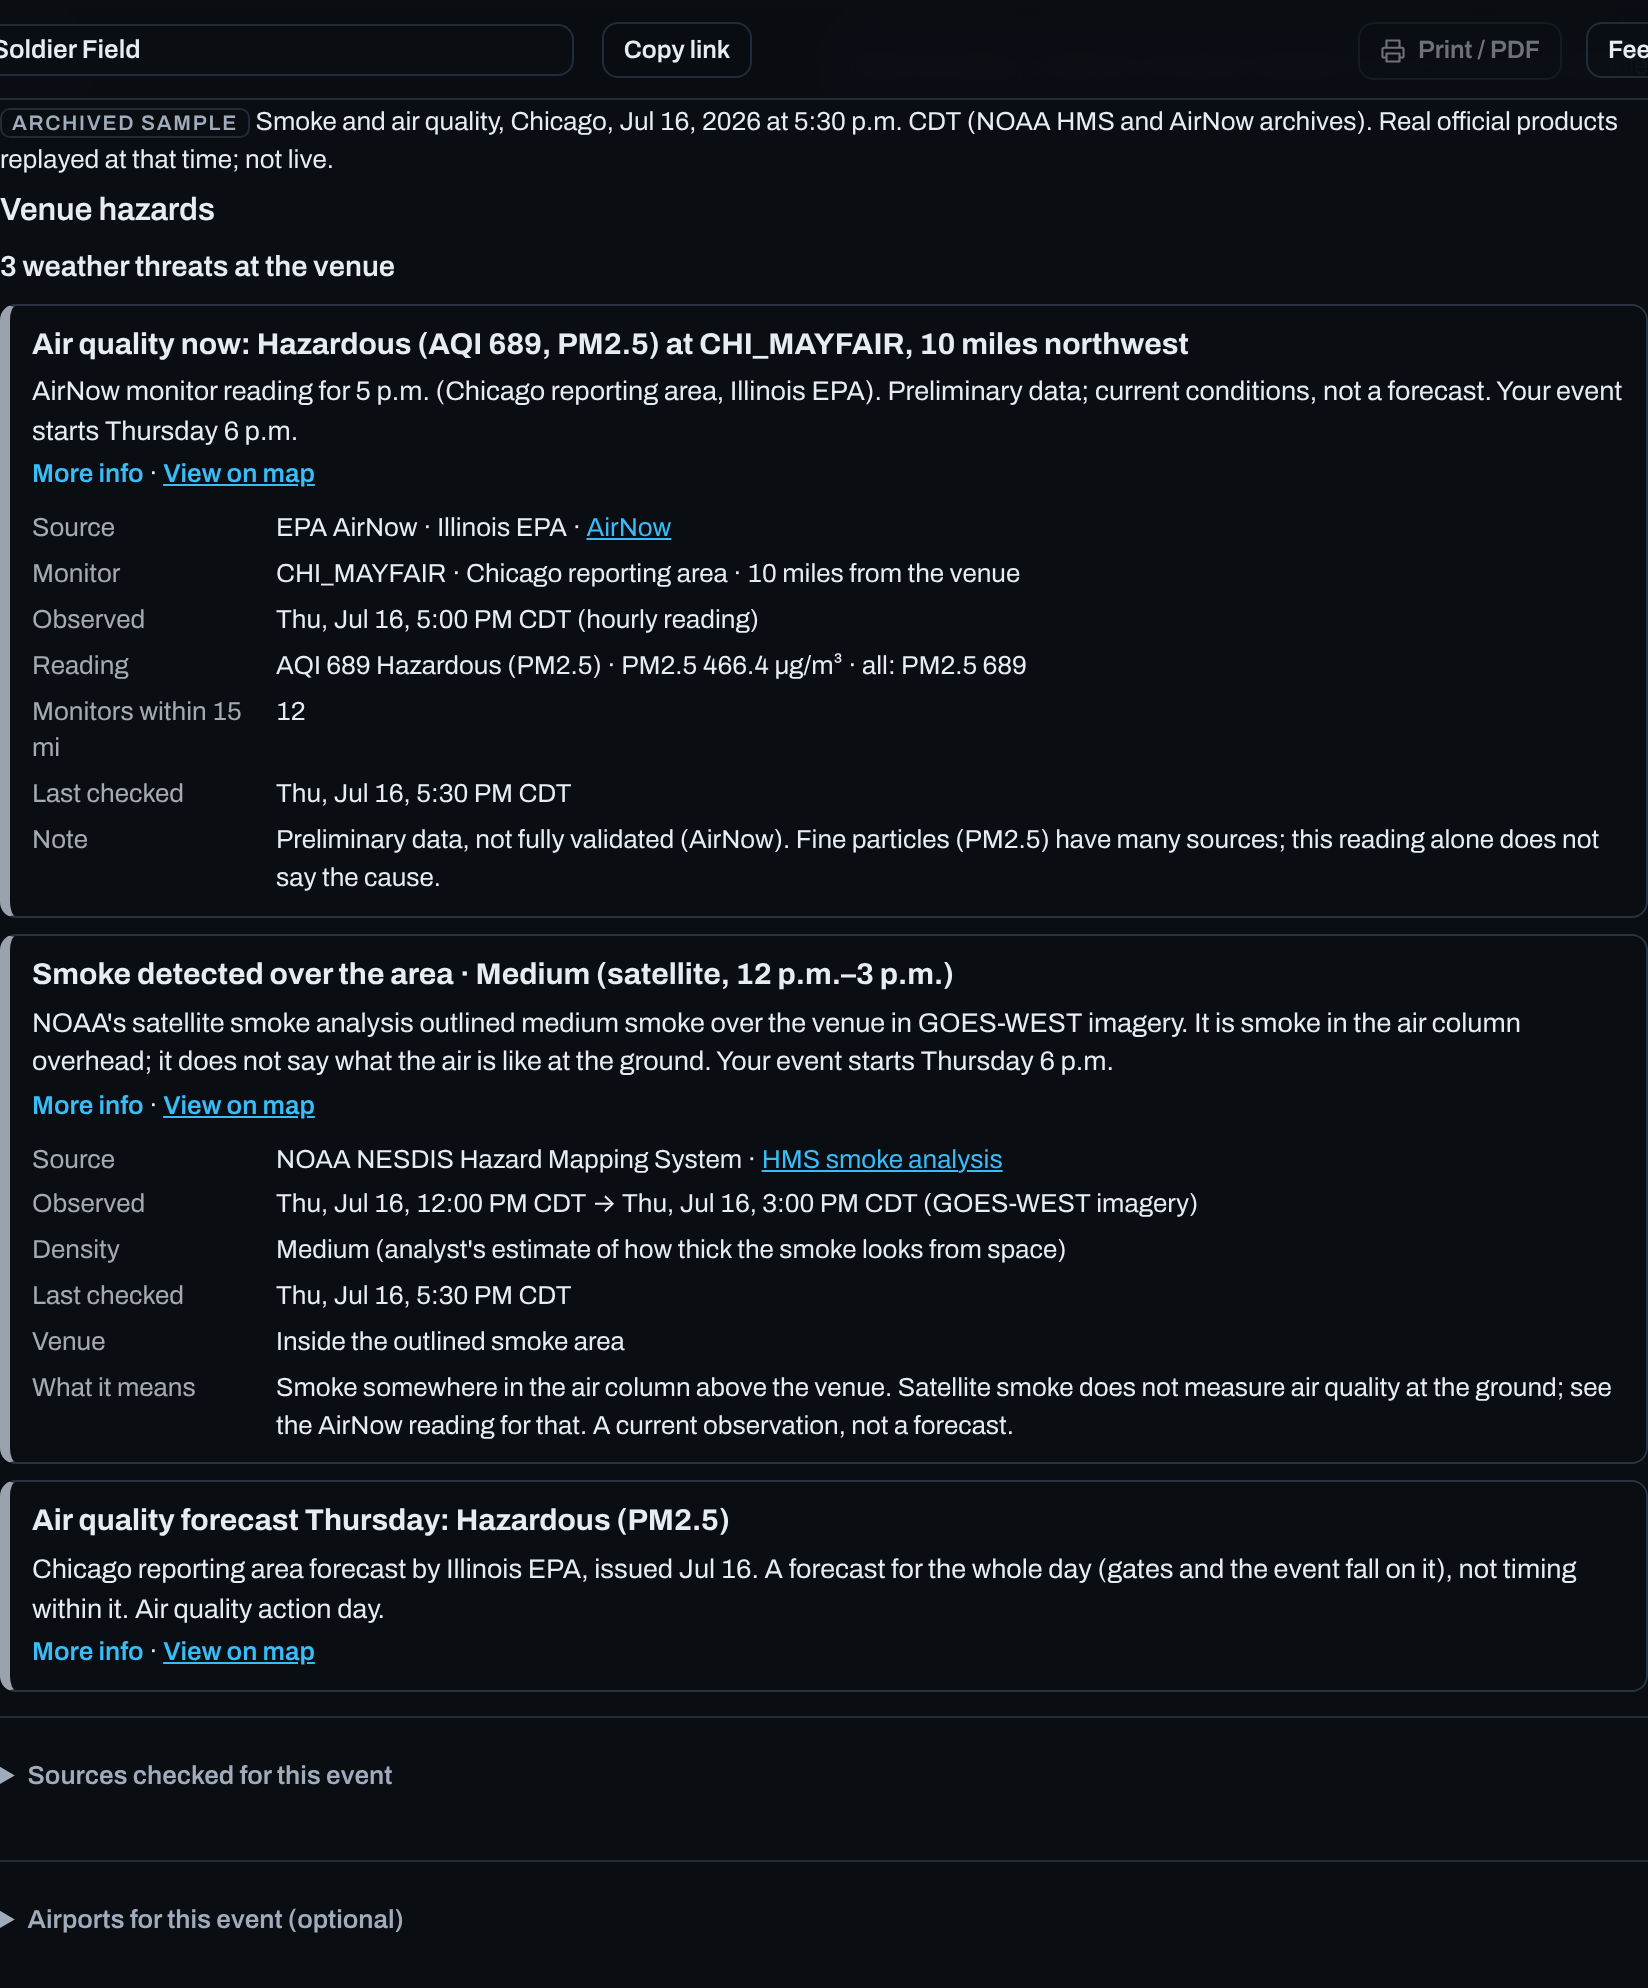 Soldier Field
Copy link
Print / PDF
Fee
ARCHIVED SAMPLE Smoke and air quality, Chicago, Jul 16, 2026 at 5:30 p.m. CDT (NOAA HMS and AirNow archives). Real official products
replayed at that time; not live.
Venue hazards
3 weather threats at the venue
Air quality now: Hazardous (AQI 689, PM2.5) at CHI_MAYFAIR, 10 miles northwest
AirNow monitor reading for 5 p.m. (Chicago reporting area, Illinois EPA). Preliminary data; current conditions, not a forecast. Your event
starts Thursday 6 p.m.
More info · View on map
Source EPA AirNow · Illinois EPA · AirNow
Monitor CHI_MAYFAIR · Chicago reporting area · 10 miles from the venue
Observed Thu, Jul 16, 5:00 PM CDT (hourly reading)
Reading AQI 689 Hazardous (PM2.5) · PM2.5 466.4 µg/m³ · all: PM2.5 689
Monitors within 15 12
mi
Last checked Thu, Jul 16, 5:30 PM CDT
Note Preliminary data, not fully validated (AirNow). Fine particles (PM2.5) have many sources; this reading alone does not
say the cause.
Smoke detected over the area · Medium (satellite, 12 p.m.–3 p.m.)
NOAA's satellite smoke analysis outlined medium smoke over the venue in GOES-WEST imagery. It is smoke in the air column
overhead; it does not say what the air is like at the ground. Your event starts Thursday 6 p.m.
More info · View on map
Source NOAA NESDIS Hazard Mapping System · HMS smoke analysis
Observed Thu, Jul 16, 12:00 PM CDT → Thu, Jul 16, 3:00 PM CDT (GOES-WEST imagery)
Density Medium (analyst's estimate of how thick the smoke looks from space)
Last checked Thu, Jul 16, 5:30 PM CDT
Venue Inside the outlined smoke area
What it means Smoke somewhere in the air column above the venue. Satellite smoke does not measure air quality at the ground; see
the AirNow reading for that. A current observation, not a forecast.
Air quality forecast Thursday: Hazardous (PM2.5)
Chicago reporting area forecast by Illinois EPA, issued Jul 16. A forecast for the whole day (gates and the event fall on it), not timing
within it. Air quality action day.
More info · View on map
Sources checked for this event
Airports for this event (optional)